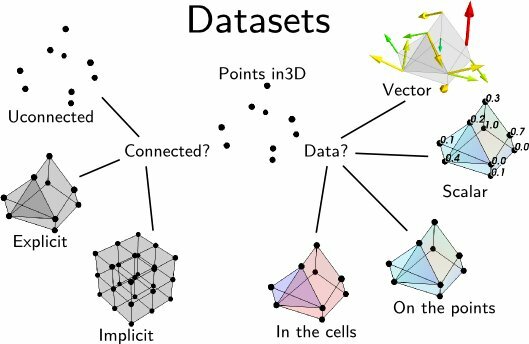 Datasets
Points in3D
Uconnected
Connected?
Data?
Vector
Explicit
Implicit
0.3
0.2
1.0
0.7
0.1
0.0
0.4
0.0
0.1
Scalar
In the cells
On the points